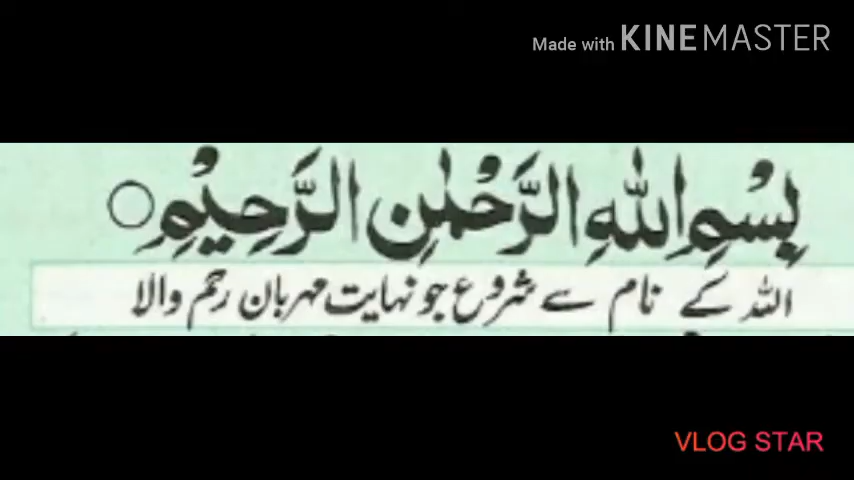 Made with KINEMASTER
بِسْمِ اللّٰهِ الرَّحْمٰنِ الرَّحِیْمِ○
اللہ کے نام سے شروع جو نہایت مہربان رحم والا
VLOG STAR